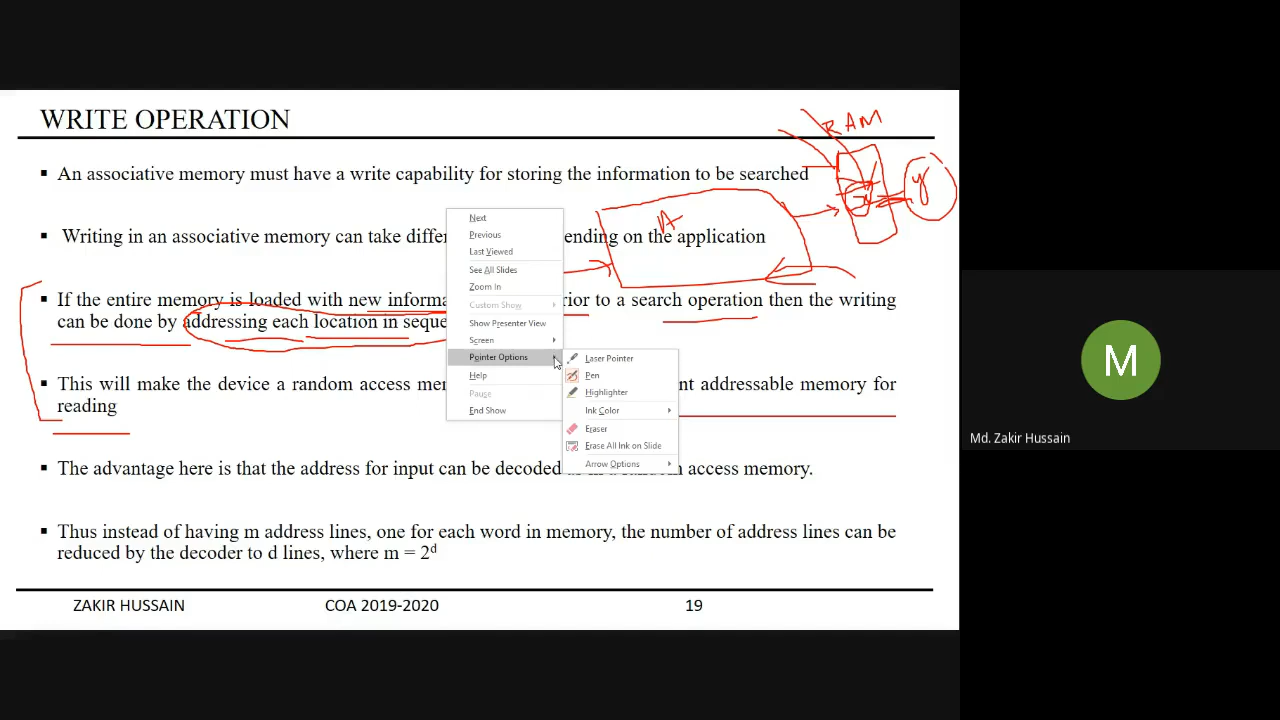 WRITE OPERATION
RAM
▪ An associative memory must have a write capability for storing the information to be searched
y
A
▪ Writing in an associative memory can take differ ending on the application
▪ If the entire memory is loaded with new informa rior to a search operation then the writing
can be done by addressing each location in seque
▪ This will make the device a random access mem nt addressable memory for
reading
▪ The advantage here is that the address for input can be decoded access memory.
▪ Thus instead of having m address lines, one for each word in memory, the number of address lines can be
reduced by the decoder to d lines, where m = 2ᵈ
ZAKIR HUSSAIN COA 2019-2020 19
Next
Previous
Last Viewed
See All Slides
Zoom In
Custom Show
Show Presenter View
Screen
Pointer Options
Help
Pause
End Show
Laser Pointer
Pen
Highlighter
Ink Color
Eraser
Erase All Ink on Slide
Arrow Options
M
Md. Zakir Hussain